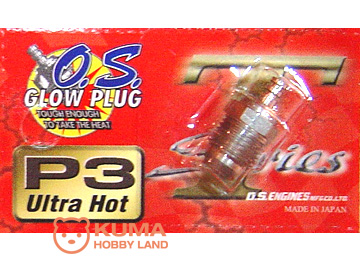 O.S.
GLOW PLUG
TOUGH ENOUGH
TO TAKE THE HEAT
P3
Ultra Hot
T
Series
O.S. ENGINES MFG.CO.LTD.
MADE IN JAPAN
KUMA
HOBBY LAND